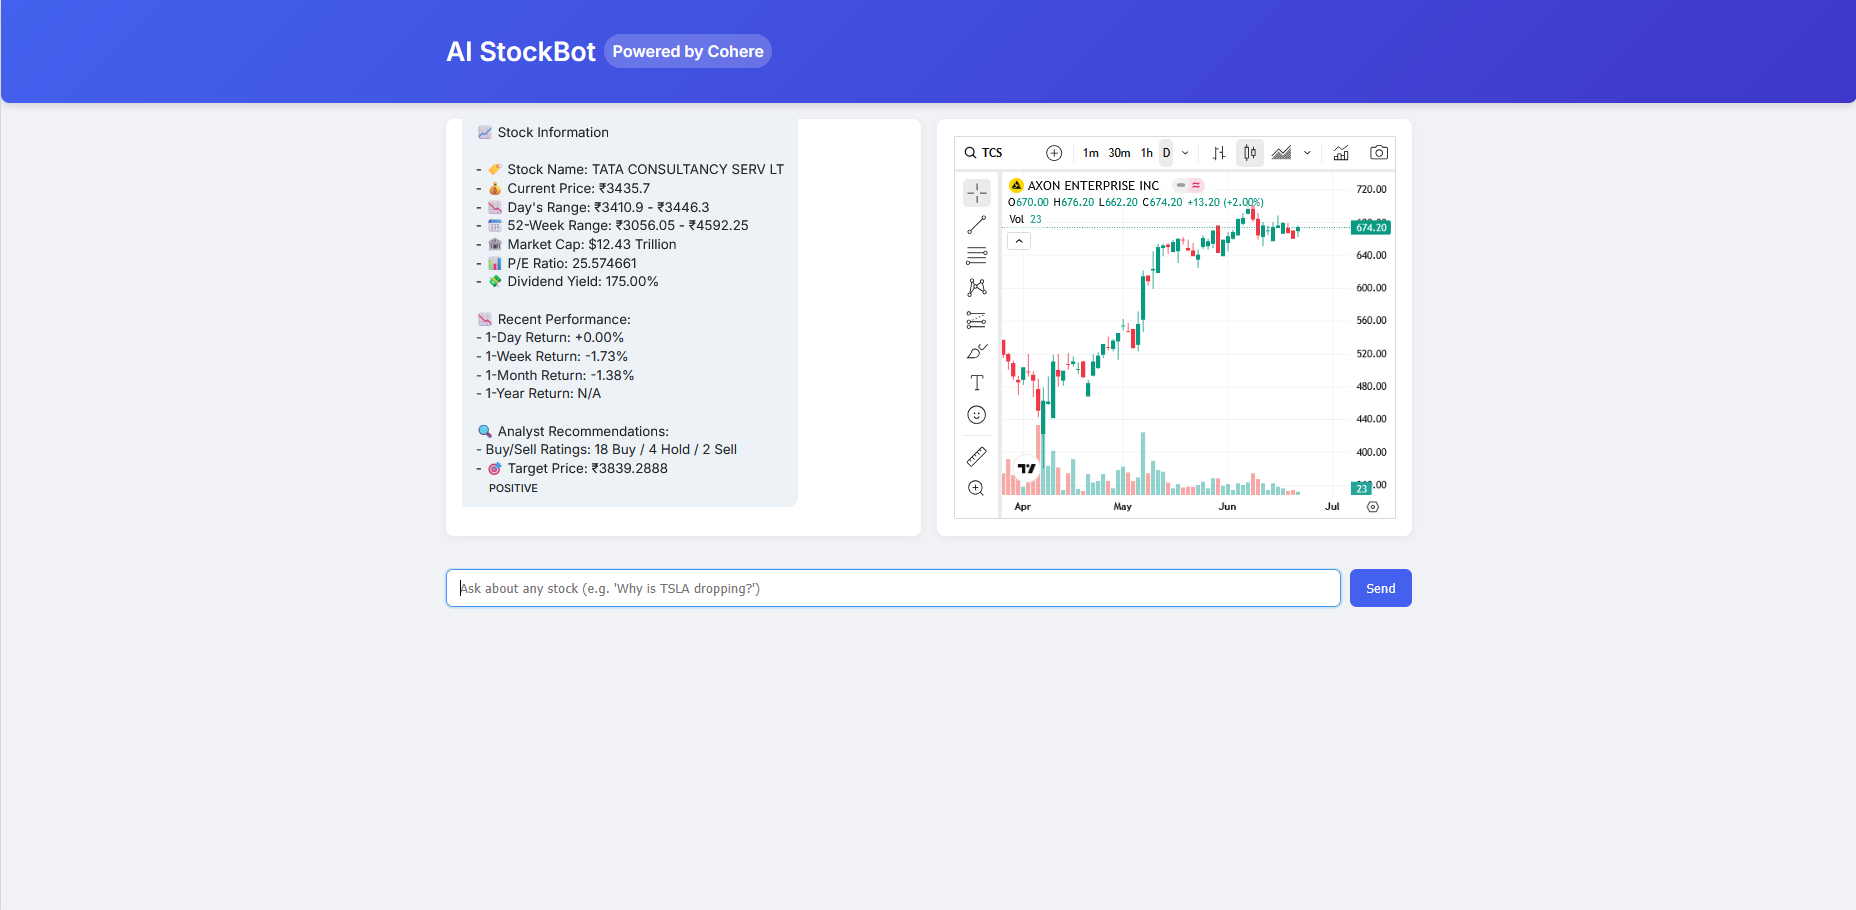 AI StockBot Powered by Cohere
📈 Stock Information
- 🏷️ Stock Name: TATA CONSULTANCY SERV LT
- 💰 Current Price: ₹3435.7
- 📉 Day's Range: ₹3410.9 - ₹3446.3
- 📅 52-Week Range: ₹3056.05 - ₹4592.25
- 🏦 Market Cap: $12.43 Trillion
- 📊 P/E Ratio: 25.574661
- 💸 Dividend Yield: 175.00%
📉 Recent Performance:
- 1-Day Return: +0.00%
- 1-Week Return: -1.73%
- 1-Month Return: -1.38%
- 1-Year Return: N/A
🔍 Analyst Recommendations:
- Buy/Sell Ratings: 18 Buy / 4 Hold / 2 Sell
- 🎯 Target Price: ₹3839.2888
POSITIVE
TCS 1m 30m 1h D
AXON ENTERPRISE INC
O670.00 H676.20 L662.20 C674.20 +13.20 (+2.00%)
Vol 23
720.00
674.20
640.00
600.00
560.00
520.00
480.00
440.00
400.00
23
Apr May Jun Jul
Ask about any stock (e.g. 'Why is TSLA dropping?')
Send